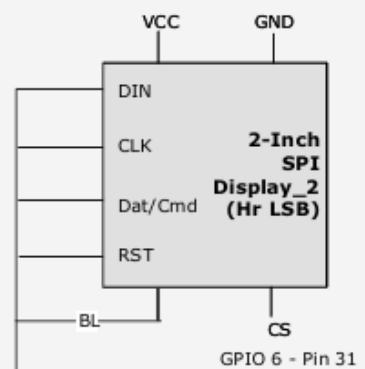 VCC
GND
DIN
CLK
Dat/Cmd
RST
2-Inch
SPI
Display_2
(Hr LSB)
BL
CS
GPIO 6 - Pin 31